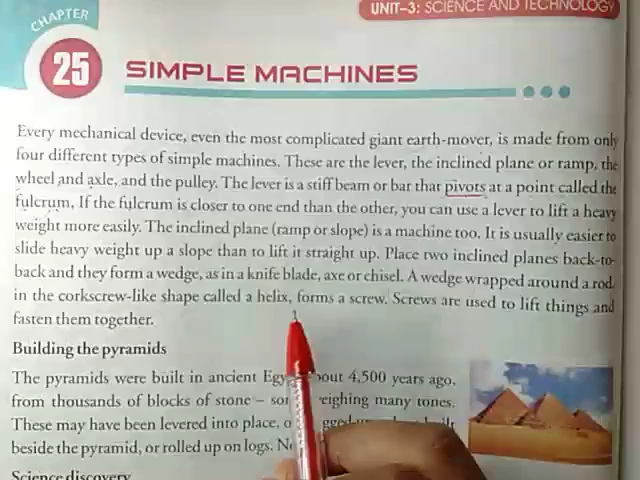 CHAPTER
25
UNIT–3: SCIENCE AND TECHNOLOGY
SIMPLE MACHINES
Every mechanical device, even the most complicated giant earth-mover, is made from only
four different types of simple machines. These are the lever, the inclined plane or ramp, the
wheel and axle, and the pulley. The lever is a stiff beam or bar that pivots at a point called the
fulcrum, If the fulcrum is closer to one end than the other, you can use a lever to lift a heavy
weight more easily. The inclined plane (ramp or slope) is a machine too. It is usually easier to
slide heavy weight up a slope than to lift it straight up. Place two inclined planes back-to-
back and they form a wedge, as in a knife blade, axe or chisel. A wedge wrapped around a rod,
in the corkscrew-like shape called a helix, forms a screw. Screws are used to lift things and
fasten them together.
Building the pyramids
The pyramids were built in ancient 4,500 years ago,
from thousands of blocks of stone – many tones.
These may have been levered into place,
beside the pyramid, or rolled up on logs.
Science discovery